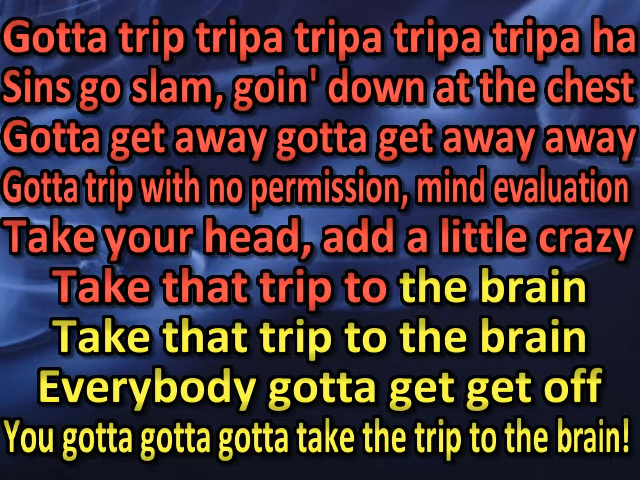 Gotta trip tripa tripa tripa tripa ha
Sins go slam, goin' down at the chest
Gotta get away gotta get away away
Gotta trip with no permission, mind evaluation
Take your head, add a little crazy
Take that trip to the brain
Take that trip to the brain
Everybody gotta get get off
You gotta gotta gotta take the trip to the brain!